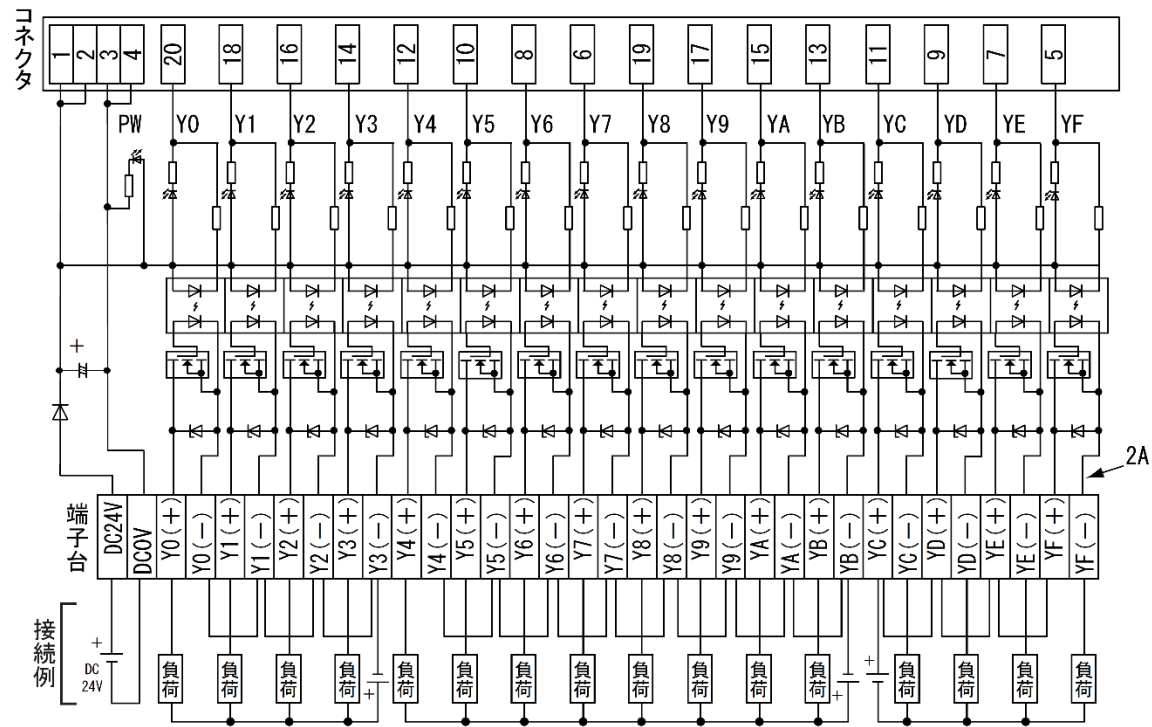 コネクタ
1 2 3 4 20 18 16 14 12 10 8 6 19 17 15 13 11 9 7 5
PW Y0 Y1 Y2 Y3 Y4 Y5 Y6 Y7 Y8 Y9 YA YB YC YD YE YF
+
2A
端子台
DC24V DC0V Y0(+) Y0(-) Y1(+) Y1(-) Y2(+) Y2(-) Y3(+) Y3(-) Y4(+) Y4(-) Y5(+) Y5(-) Y6(+) Y6(-) Y7(+) Y7(-) Y8(+) Y8(-) Y9(+) Y9(-) YA(+) YA(-) YB(+) YB(-) YC(+) YC(-) YD(+) YD(-) YE(+) YE(-) YF(+) YF(-)
接続例
+
DC
24V
負荷 負荷 負荷 負荷 + 負荷 負荷 負荷 負荷 負荷 負荷 負荷 負荷 + + 負荷 負荷 負荷 負荷